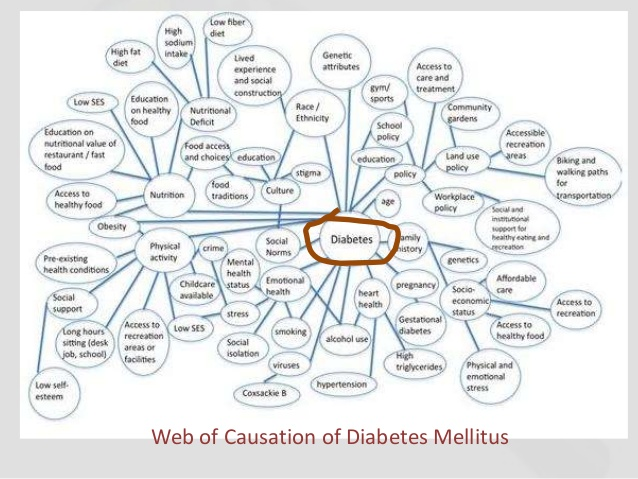 Low fiber
diet
High
sodium
intake
High fat
diet
Lived
experience
and social
construction
Genetic
attributes
Access to
care and
treatment
gym/
sports
Low SES
Education
on healthy
food
Nutritional
Deficit
Race /
Ethnicity
Community
gardens
School
policy
Accessible
recreation
areas
Education on
nutritional value of
restaurant / fast
food
Food access
and choices
education
stigma
education
policy
Land use
policy
Biking and
walking paths
for
transportation
Access to
healthy food
Nutrition
food
traditions
Culture
age
Workplace
policy
Social and
institutional
support for
healthy eating and
recreation
Obesity
Physical
activity
crime
Social
Norms
Diabetes
Family
history
genetics
Pre-existing
health conditions
Mental
health
status
Emotional
health
Childcare
available
heart
health
pregnancy
Socio-
economic
status
Affordable
care
Access to
recreation
Social
support
stress
Gestational
diabetes
Long hours
sitting (desk
job, school)
Access to
recreation
areas or
facilities
Low SES
Social
isolation
smoking
alcohol use
Access to
healthy food
High
triglycerides
Physical and
emotional
stress
viruses
Low self-
esteem
Coxsackie B
hypertension
Web of Causation of Diabetes Mellitus